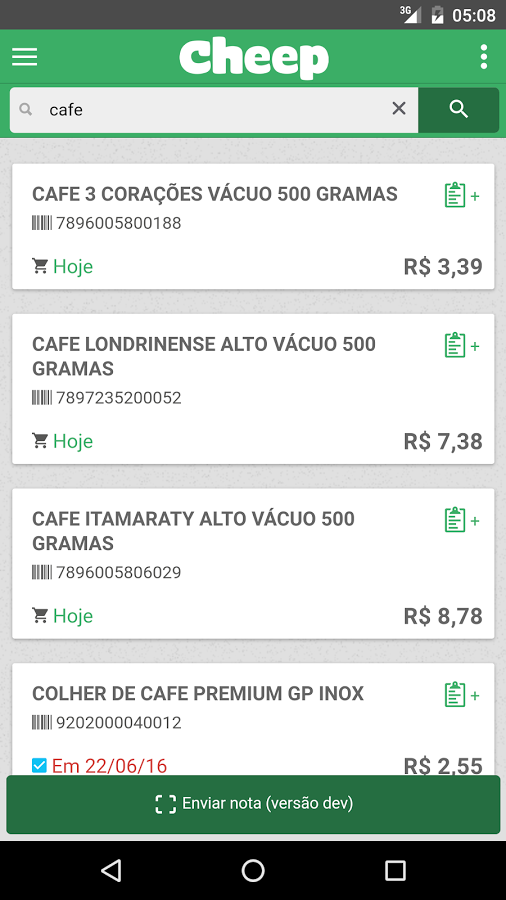 3G 05:08
Cheep
cafe
CAFE 3 CORAÇÕES VÁCUO 500 GRAMAS
+
7896005800188
Hoje
R$ 3,39
CAFE LONDRINENSE ALTO VÁCUO 500
GRAMAS
+
7897235200052
Hoje
R$ 7,38
CAFE ITAMARATY ALTO VÁCUO 500
GRAMAS
+
7896005806029
Hoje
R$ 8,78
COLHER DE CAFE PREMIUM GP INOX
+
9202000040012
Em 22/06/16
R$ 2,55
Enviar nota (versão dev)